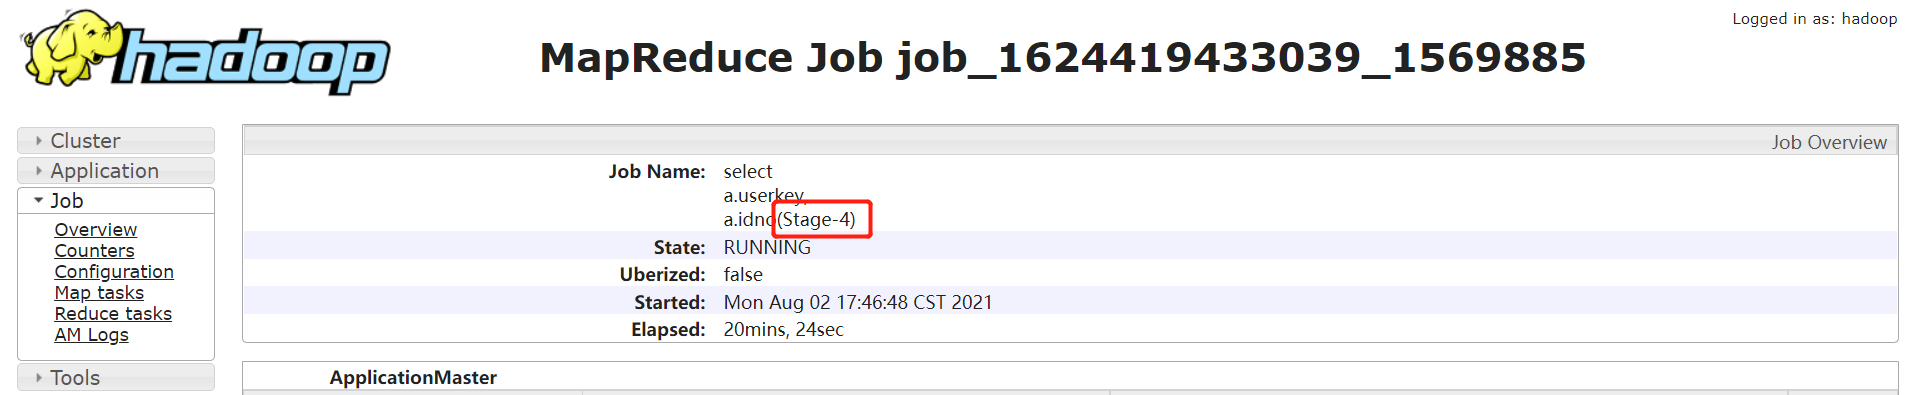 Logged in as: hadoop
hadoop
MapReduce Job job_1624419433039_1569885
Cluster
Application
Job
Overview
Counters
Configuration
Map tasks
Reduce tasks
AM Logs
Tools
Job Overview
Job Name: select
a.userkey,
a.idno(Stage-4)
State: RUNNING
Uberized: false
Started: Mon Aug 02 17:46:48 CST 2021
Elapsed: 20mins, 24sec
ApplicationMaster